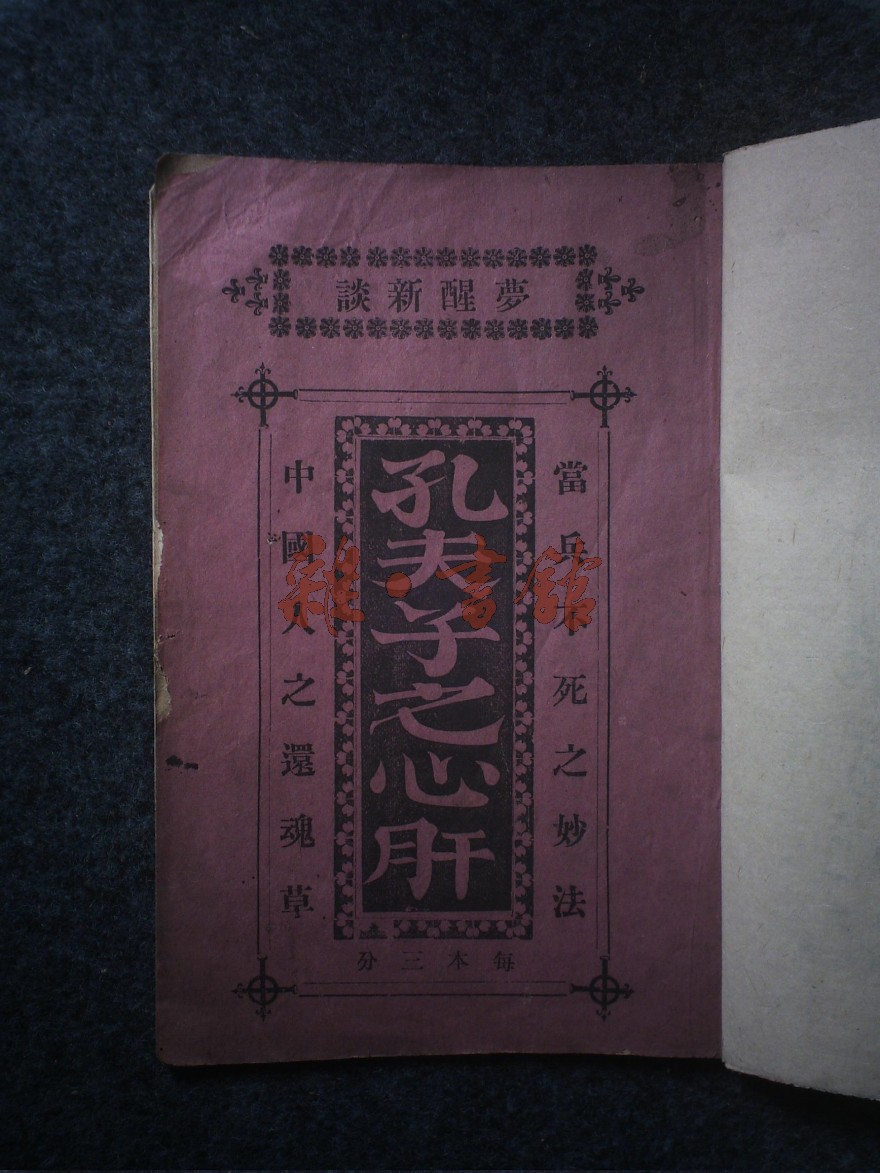 夢醒新談
當兵不死之妙法
孔夫子之心肝
中國人之還魂草
每本三分
雜·書館